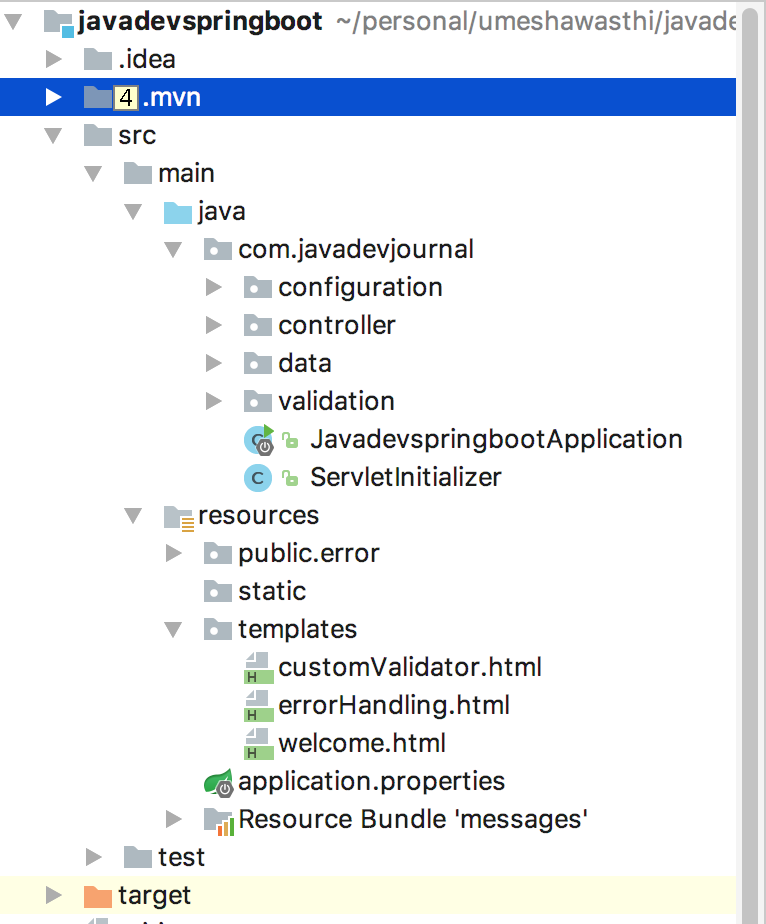 javadevspringboot ~/personal/umeshawasthi/javade
.idea
4 .mvn
src
main
java
com.javadevjournal
configuration
controller
data
validation
C JavadevspringbootApplication
C ServletInitializer
resources
public.error
static
templates
H customValidator.html
H errorHandling.html
H welcome.html
application.properties
Resource Bundle 'messages'
test
target